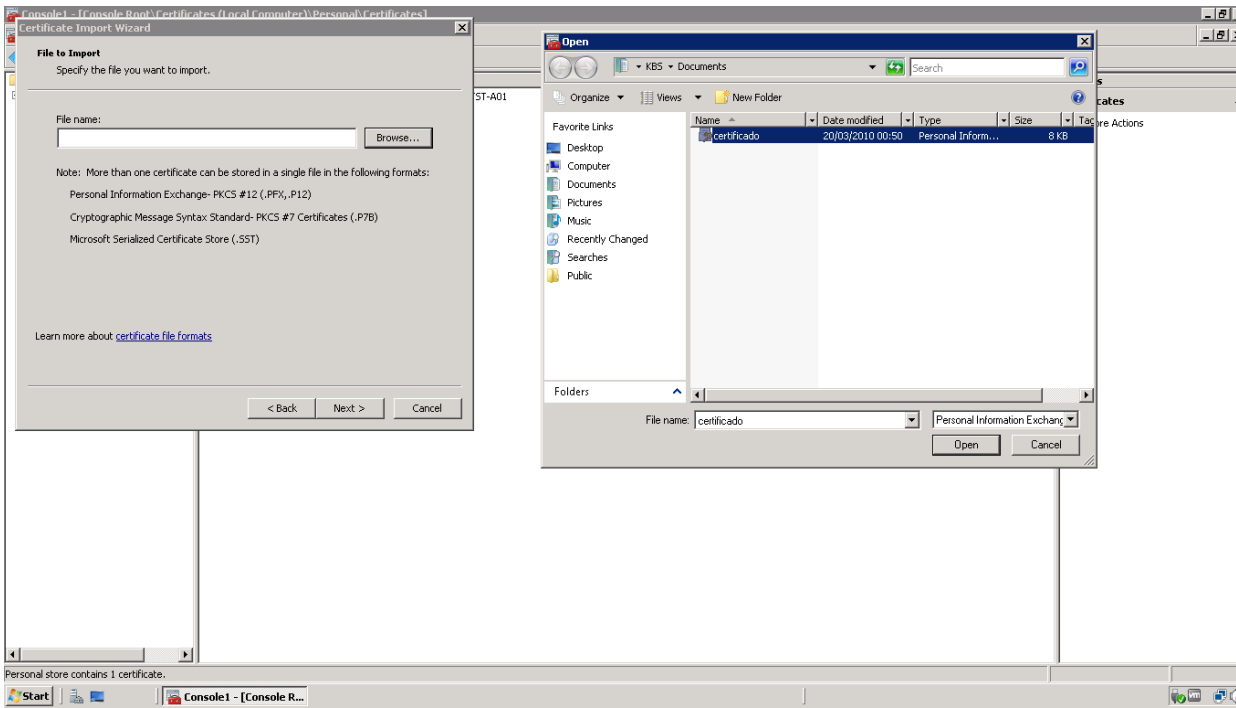 Console1 - [Console Root\Certificates (Local Computer)\Personal\Certificates]
Certificate Import Wizard
File to Import
Specify the file you want to import.
File name:
Browse...
Note: More than one certificate can be stored in a single file in the following formats:
Personal Information Exchange- PKCS #12 (.PFX,.P12)
Cryptographic Message Syntax Standard- PKCS #7 Certificates (.P7B)
Microsoft Serialized Certificate Store (.SST)
Learn more about certificate file formats
< Back Next > Cancel
ST-A01
Open
KBS Documents Search
Organize Views New Folder
Favorite Links
Desktop
Computer
Documents
Pictures
Music
Recently Changed
Searches
Public
Folders
Name Date modified Type Size Tag
certificado 20/03/2010 00:50 Personal Inform... 8 KB
File name: certificado Personal Information Exchang
Open Cancel
s
cates
ore Actions
Personal store contains 1 certificate.
Start Console1 - [Console R...